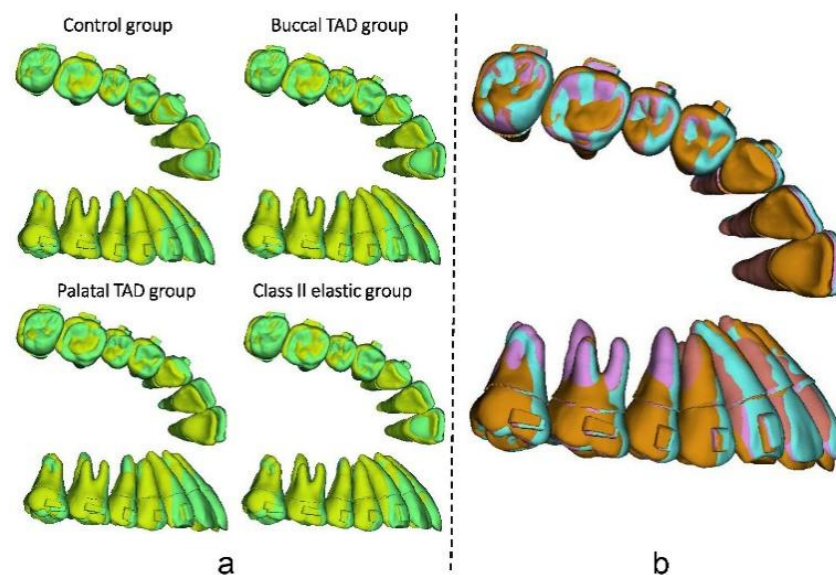 Control group
Buccal TAD group
Palatal TAD group
Class II elastic group
a
b